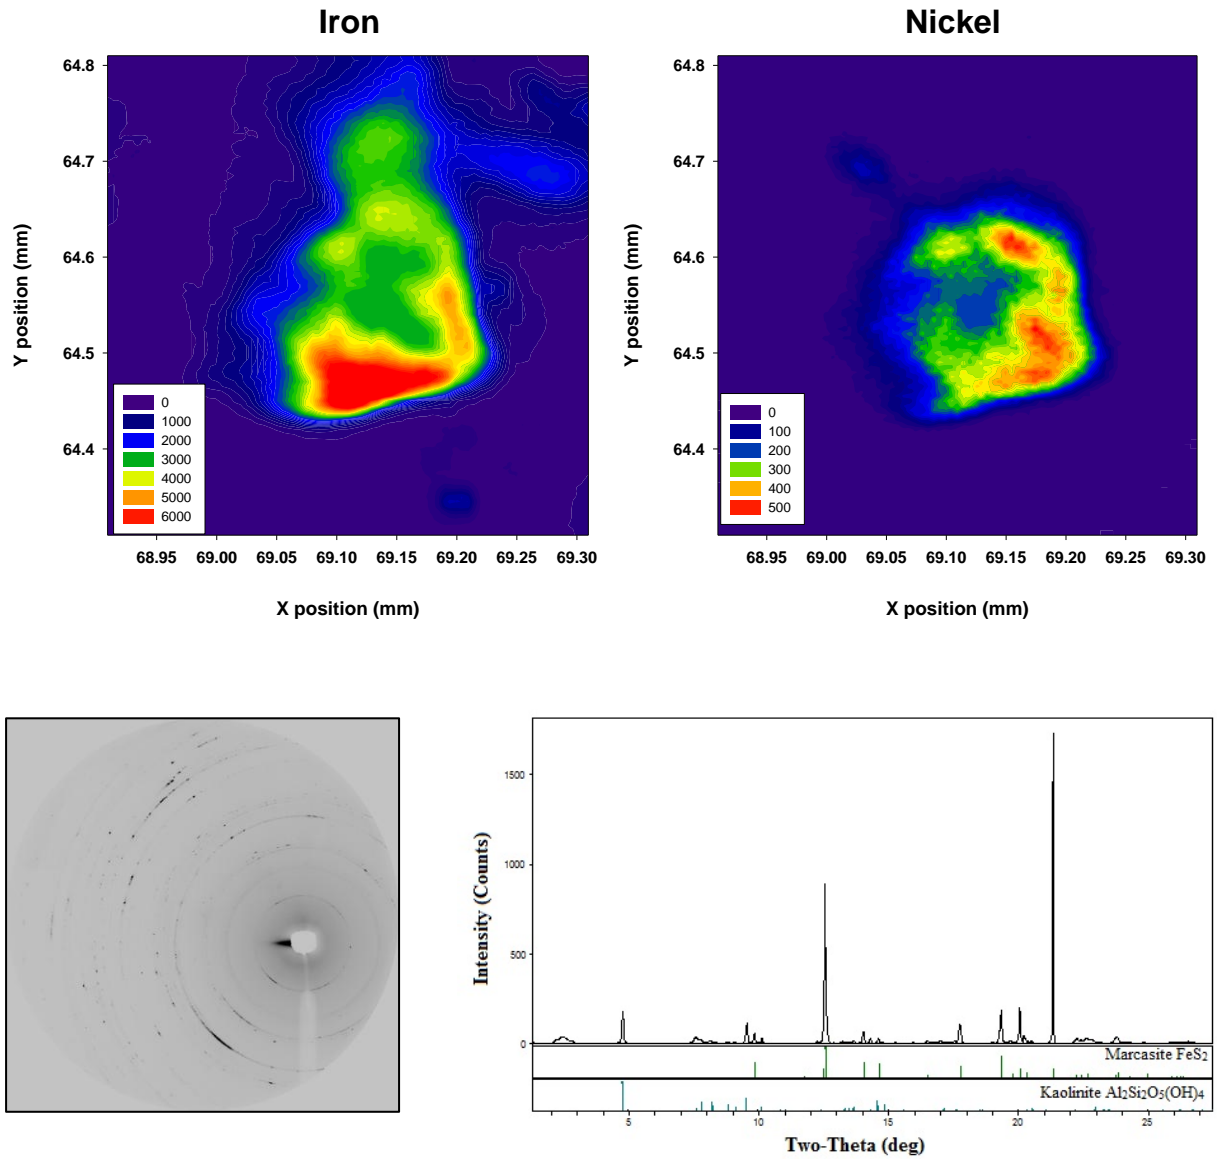 Iron
Nickel
64.8
64.7
64.6
64.5
64.4
Y position (mm)
0
1000
2000
3000
4000
5000
6000
68.95 69.00 69.05 69.10 69.15 69.20 69.25 69.30
X position (mm)
64.8
64.7
64.6
64.5
64.4
Y position (mm)
0
100
200
300
400
500
68.95 69.00 69.05 69.10 69.15 69.20 69.25 69.30
X position (mm)
1500
1000
500
0
Intensity (Counts)
Marcasite FeS2
Kaolinite Al2Si2O5(OH)4
5 10 15 20 25
Two-Theta (deg)